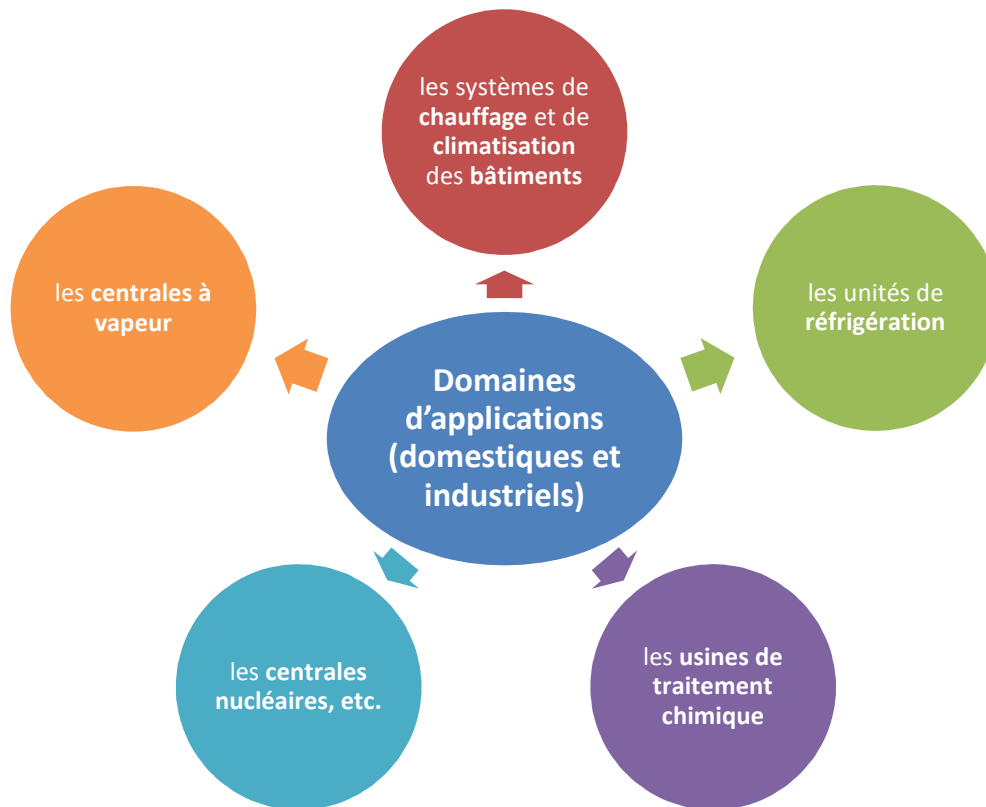 les systèmes de
chauffage et de
climatisation
des bâtiments
les centrales à
vapeur
les unités de
réfrigération
Domaines
d’applications
(domestiques et
industriels)
les centrales
nucléaires, etc.
les usines de
traitement
chimique